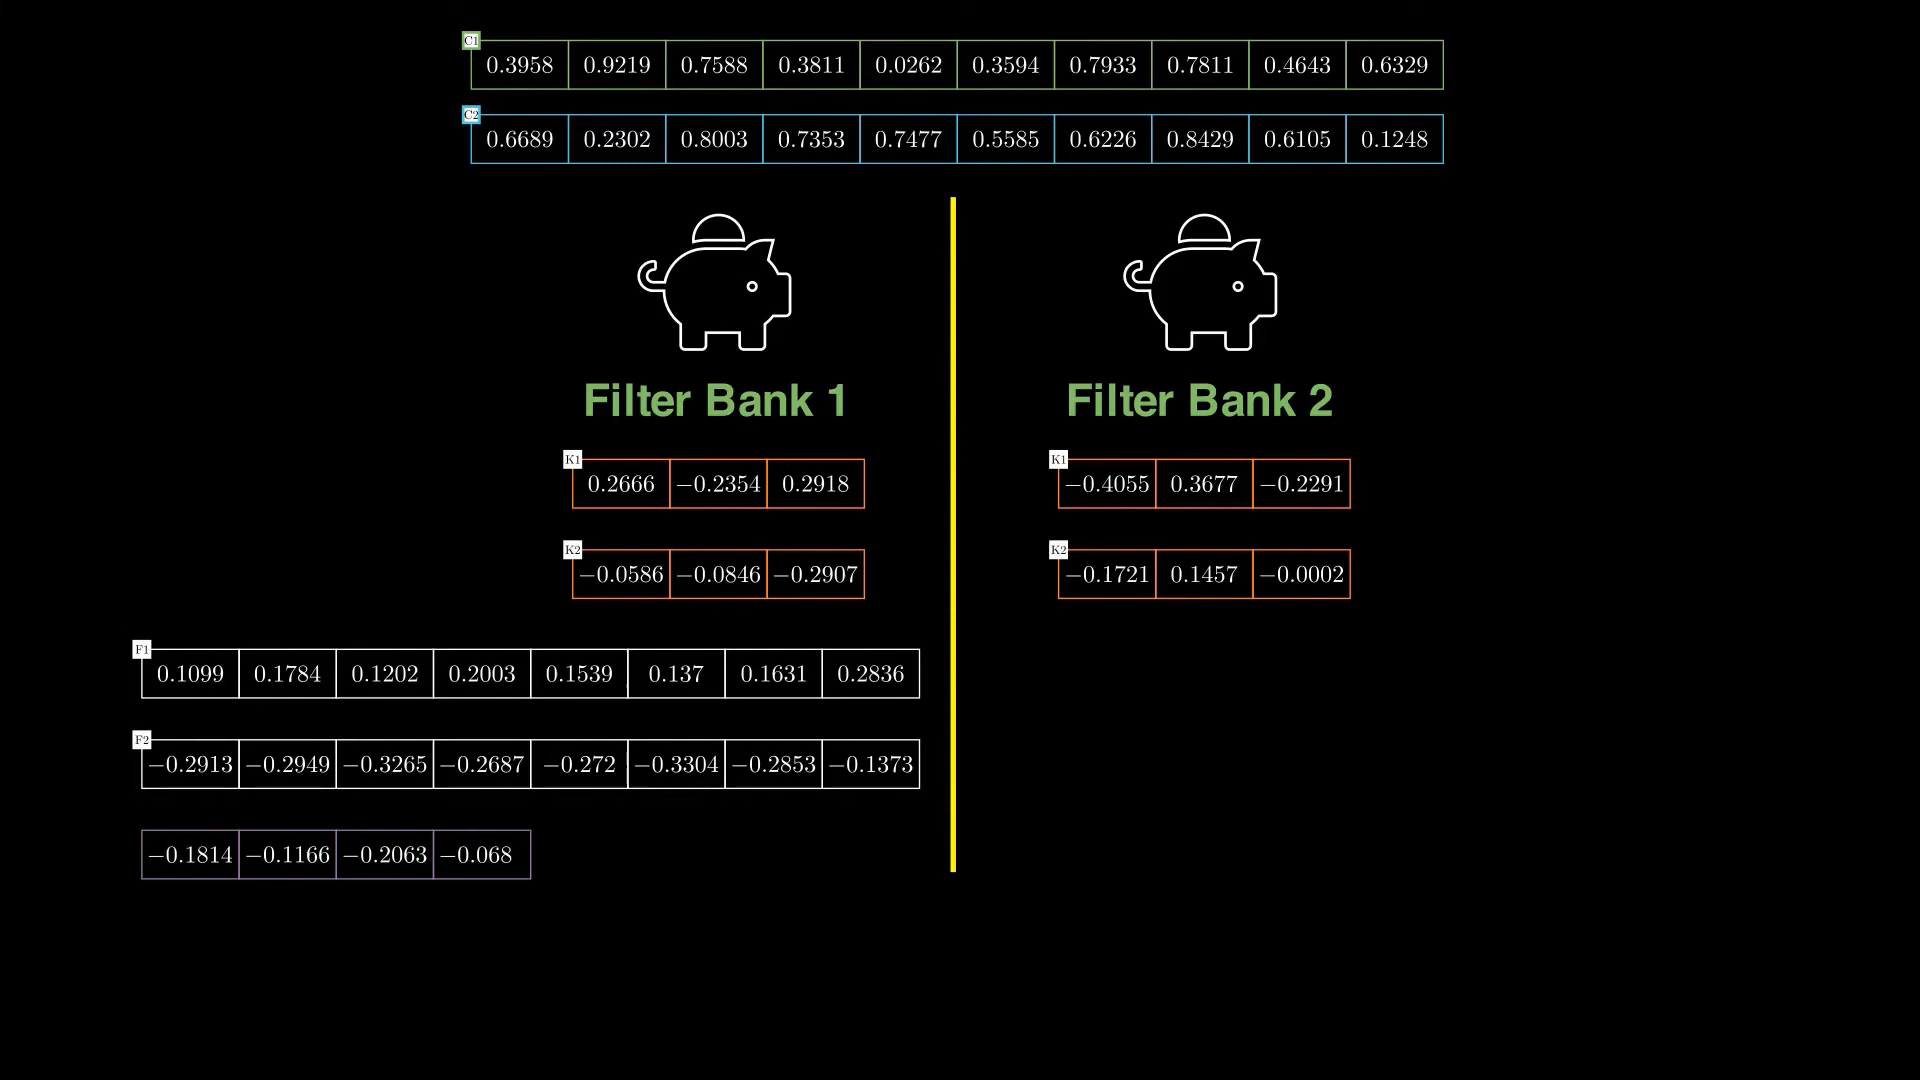 C1
0.3958 0.9219 0.7588 0.3811 0.0262 0.3594 0.7933 0.7811 0.4643 0.6329
C2
0.6689 0.2302 0.8003 0.7353 0.7477 0.5585 0.6226 0.8429 0.6105 0.1248
Filter Bank 1
Filter Bank 2
K1
0.2666 −0.2354 0.2918
K1
−0.4055 0.3677 −0.2291
K2
−0.0586 −0.0846 −0.2907
K2
−0.1721 0.1457 −0.0002
F1
0.1099 0.1784 0.1202 0.2003 0.1539 0.137 0.1631 0.2836
F2
−0.2913 −0.2949 −0.3265 −0.2687 −0.272 −0.3304 −0.2853 −0.1373
−0.1814 −0.1166 −0.2063 −0.068